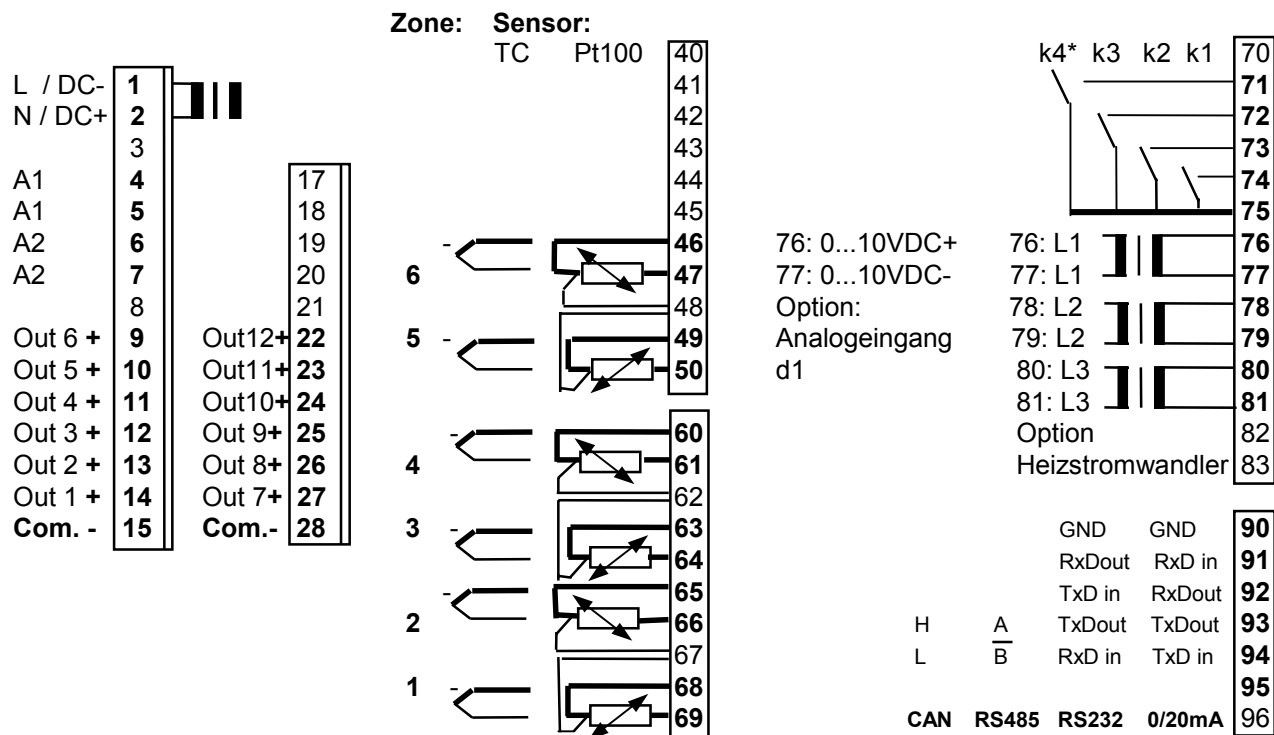 Zone: Sensor:
TC Pt100 40
k4* k3 k2 k1 70
L / DC- 1
41
71
N / DC+ 2
42
72
3
43
73
A1 4
17
44
74
A1 5
18
45
75
A2 6
19
- 46
76: 0...10VDC+ 76: L1 76
A2 7
20
6 47
77: 0...10VDC- 77: L1 77
8
21
48
Option: 78: L2 78
Out 6 + 9
Out12+ 22
5 - 49
Analogeingang 79: L2 79
Out 5 + 10
Out11+ 23
50
d1 80: L3 80
Out 4 + 11
Out10+ 24
81: L3 81
Out 3 + 12
Out 9+ 25
- 60
Option 82
Out 2 + 13
Out 8+ 26
4 61
Heizstromwandler 83
Out 1 + 14
Out 7+ 27
62
Com. - 15
Com.- 28
3 - 63
GND GND 90
64
RxDout RxD in 91
- 65
TxD in RxDout 92
2 66
H A TxDout TxDout 93
67
L B RxD in TxD in 94
1 - 68
95
69
CAN RS485 RS232 0/20mA 96